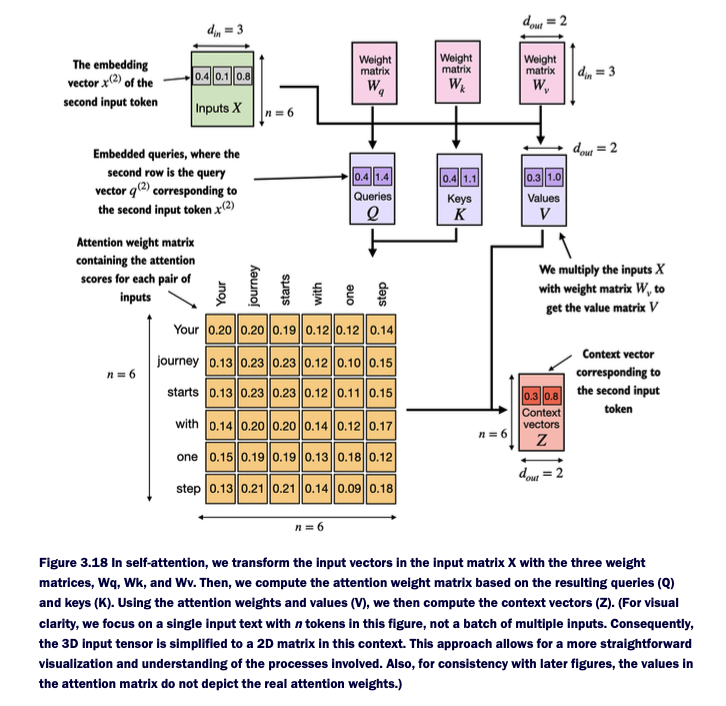 d_in = 3
d_out = 2
The embedding
vector x^(2) of the
second input token
0.4 0.1 0.8
Inputs X
n = 6
Weight
matrix
W_q
Weight
matrix
W_k
Weight
matrix
W_v
d_in = 3
d_out = 2
Embedded queries, where the
second row is the query
vector q^(2) corresponding to
the second input token x^(2)
0.4 1.4
Queries
Q
0.4 1.1
Keys
K
0.3 1.0
Values
V
Attention weight matrix
containing the attention
scores for each pair of
inputs
We multiply the inputs X
with weight matrix W_v to
get the value matrix V
Your journey starts with one step
Your 0.20 0.20 0.19 0.12 0.12 0.14
journey 0.13 0.23 0.23 0.12 0.10 0.15
starts 0.13 0.23 0.23 0.12 0.11 0.15
with 0.14 0.20 0.20 0.14 0.12 0.17
one 0.15 0.19 0.19 0.13 0.18 0.12
step 0.13 0.21 0.21 0.14 0.09 0.18
n = 6
n = 6
Context vector
corresponding to
the second input
token
0.3 0.8
Context
vectors
Z
n = 6
d_out = 2
Figure 3.18 In self-attention, we transform the input vectors in the input matrix X with the three weight
matrices, Wq, Wk, and Wv. Then, we compute the attention weight matrix based on the resulting queries (Q)
and keys (K). Using the attention weights and values (V), we then compute the context vectors (Z). (For visual
clarity, we focus on a single input text with n tokens in this figure, not a batch of multiple inputs. Consequently,
the 3D input tensor is simplified to a 2D matrix in this context. This approach allows for a more straightforward
visualization and understanding of the processes involved. Also, for consistency with later figures, the values in
the attention matrix do not depict the real attention weights.)